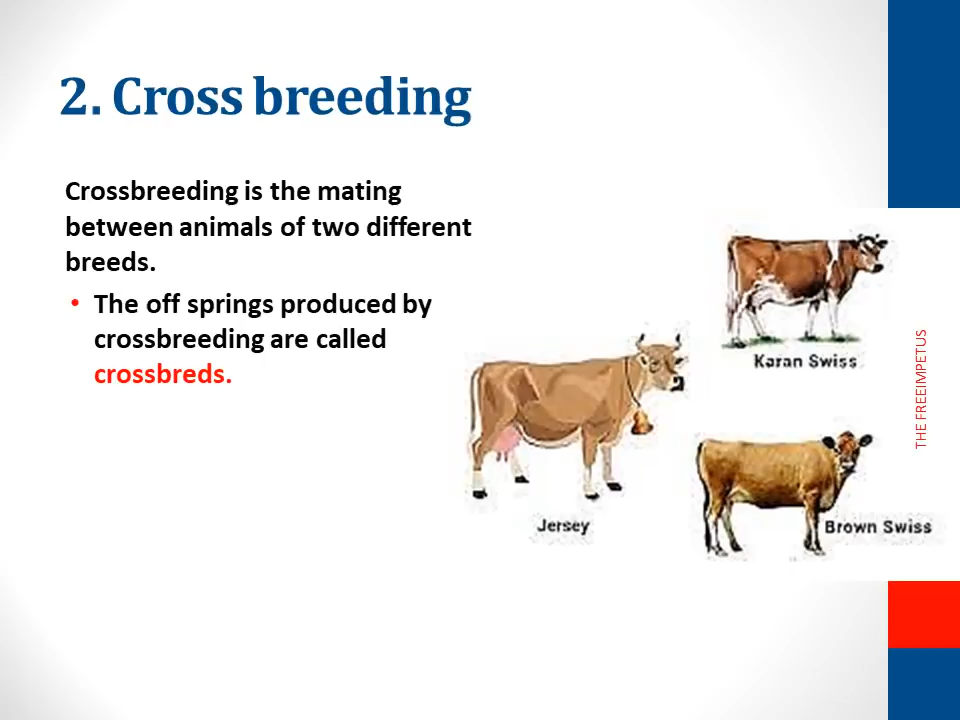 2. Cross breeding
Crossbreeding is the mating
between animals of two different
breeds.
• The off springs produced by
crossbreeding are called
crossbreds.
Karan Swiss
Jersey
Brown Swiss
THE FREEIMPETUS